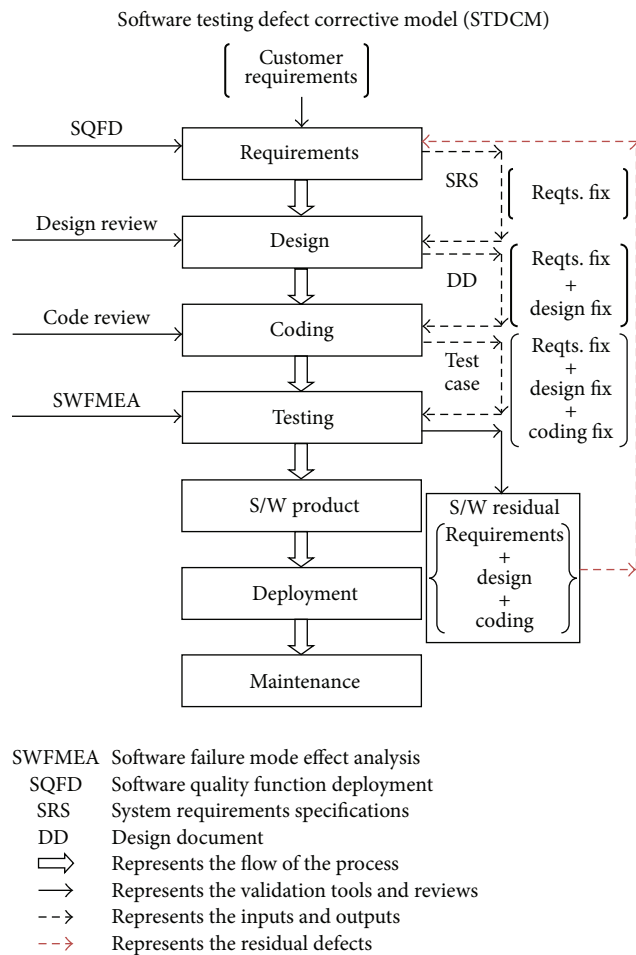 Software testing defect corrective model (STDCM)
Customer
requirements
SQFD
Requirements
SRS
Reqts. fix
Design review
Design
DD
Reqts. fix
+
design fix
Code review
Coding
Test
case
Reqts. fix
+
design fix
+
coding fix
SWFMEA
Testing
S/W product
S/W residual
Requirements
+
design
+
coding
Deployment
Maintenance
SWFMEA Software failure mode effect analysis
SQFD Software quality function deployment
SRS System requirements specifications
DD Design document
Represents the flow of the process
Represents the validation tools and reviews
Represents the inputs and outputs
Represents the residual defects